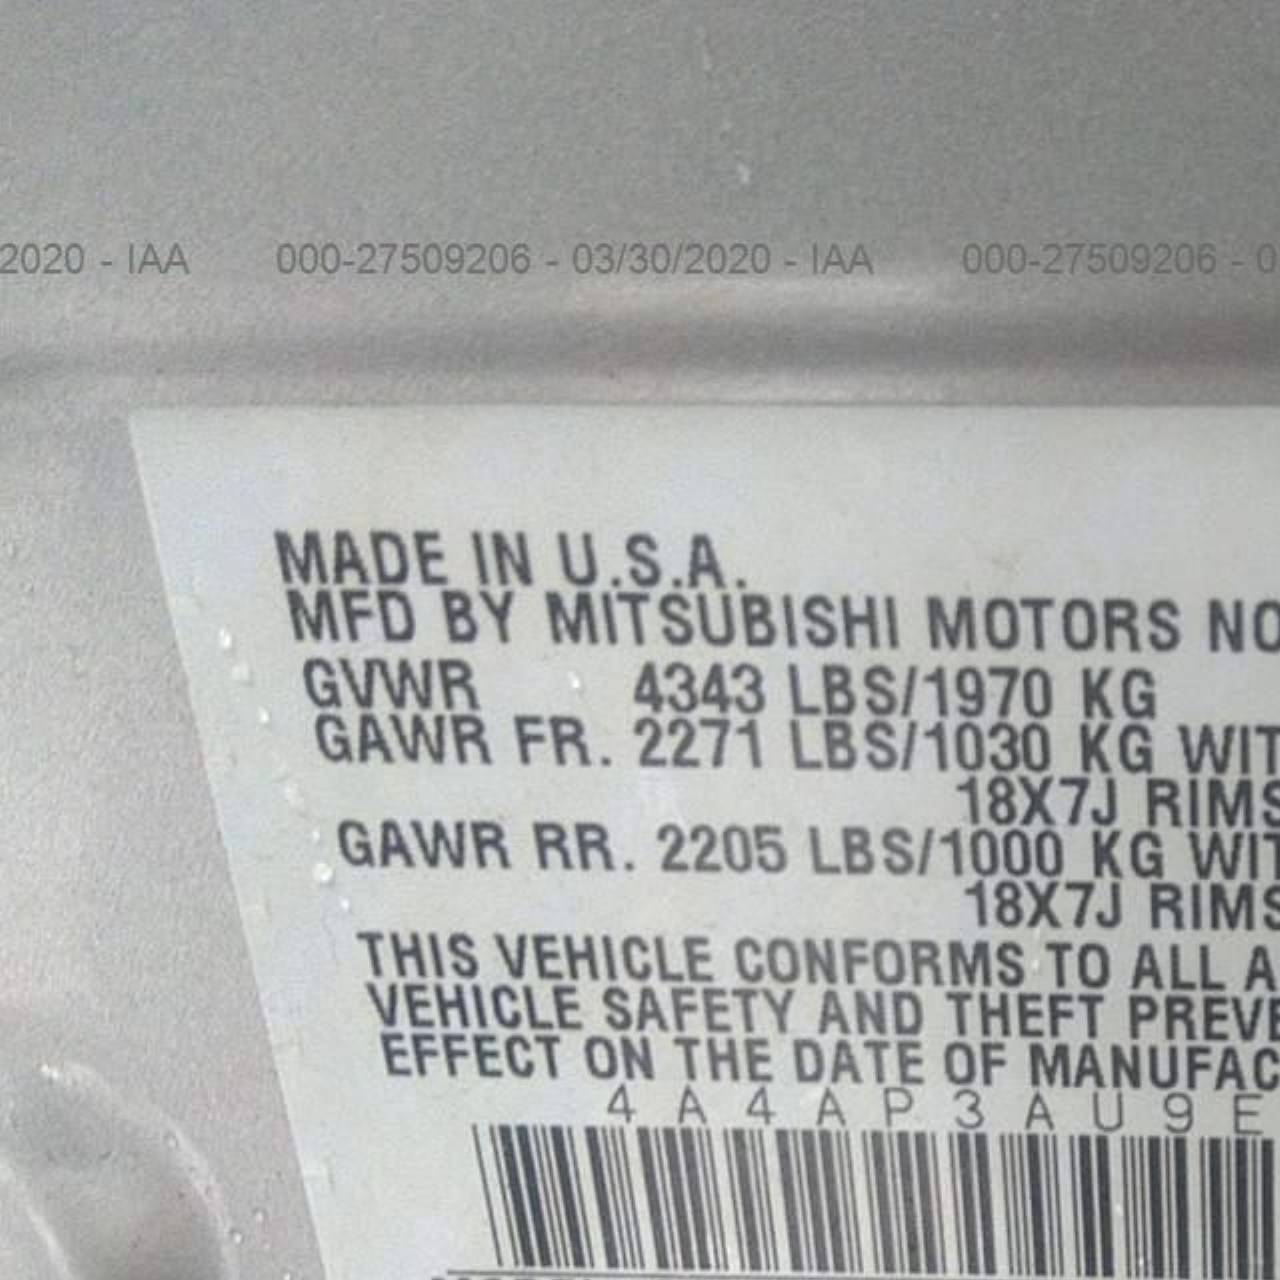 2020 - IAA 000-27509206 - 03/30/2020 - IAA 000-27509206 - 0
MADE IN U.S.A.
MFD BY MITSUBISHI MOTORS NO
GVWR 4343 LBS/1970 KG
GAWR FR. 2271 LBS/1030 KG WIT
18X7J RIMS
GAWR RR. 2205 LBS/1000 KG WIT
18X7J RIMS
THIS VEHICLE CONFORMS TO ALL A
VEHICLE SAFETY AND THEFT PREVE
EFFECT ON THE DATE OF MANUFAC
4A4AP3AU9E